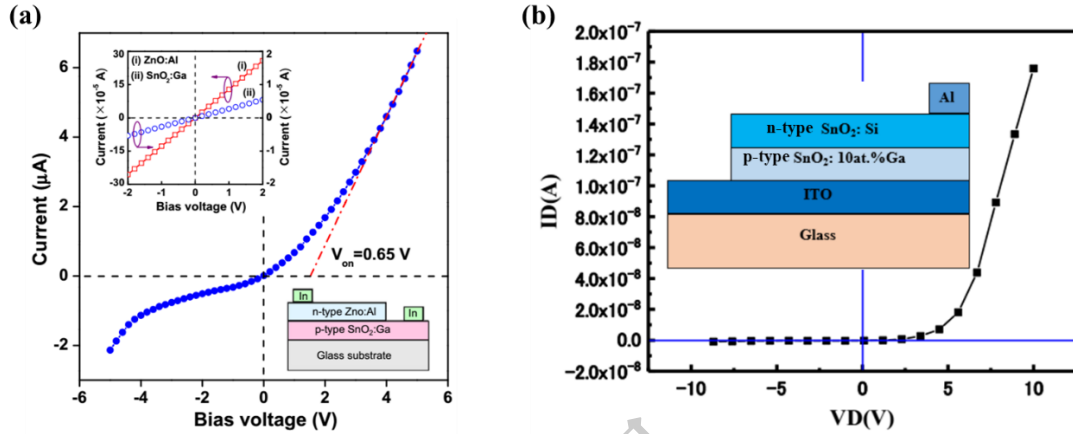 (a)
Current (μA)
6
4
2
0
-2
-6
-4
-2
0
2
4
6
Bias voltage (V)
V_on=0.65 V
(i) ZnO:Al
(ii) SnO₂:Ga
(i)
(ii)
Current (×10⁻⁵ A)
30
15
0
-15
-30
2
1
0
-1
-2
Current (×10⁻⁵ A)
-2
-1
0
1
2
Bias voltage (V)
In
n-type Zno:Al
In
p-type SnO₂:Ga
Glass substrate
(b)
ID(A)
2.0x10⁻⁷
1.8x10⁻⁷
1.6x10⁻⁷
1.4x10⁻⁷
1.2x10⁻⁷
1.0x10⁻⁷
8.0x10⁻⁸
6.0x10⁻⁸
4.0x10⁻⁸
2.0x10⁻⁸
0.0
-2.0x10⁻⁸
-10
-5
0
5
10
VD(V)
Al
n-type SnO₂: Si
p-type SnO₂: 10at.%Ga
ITO
Glass